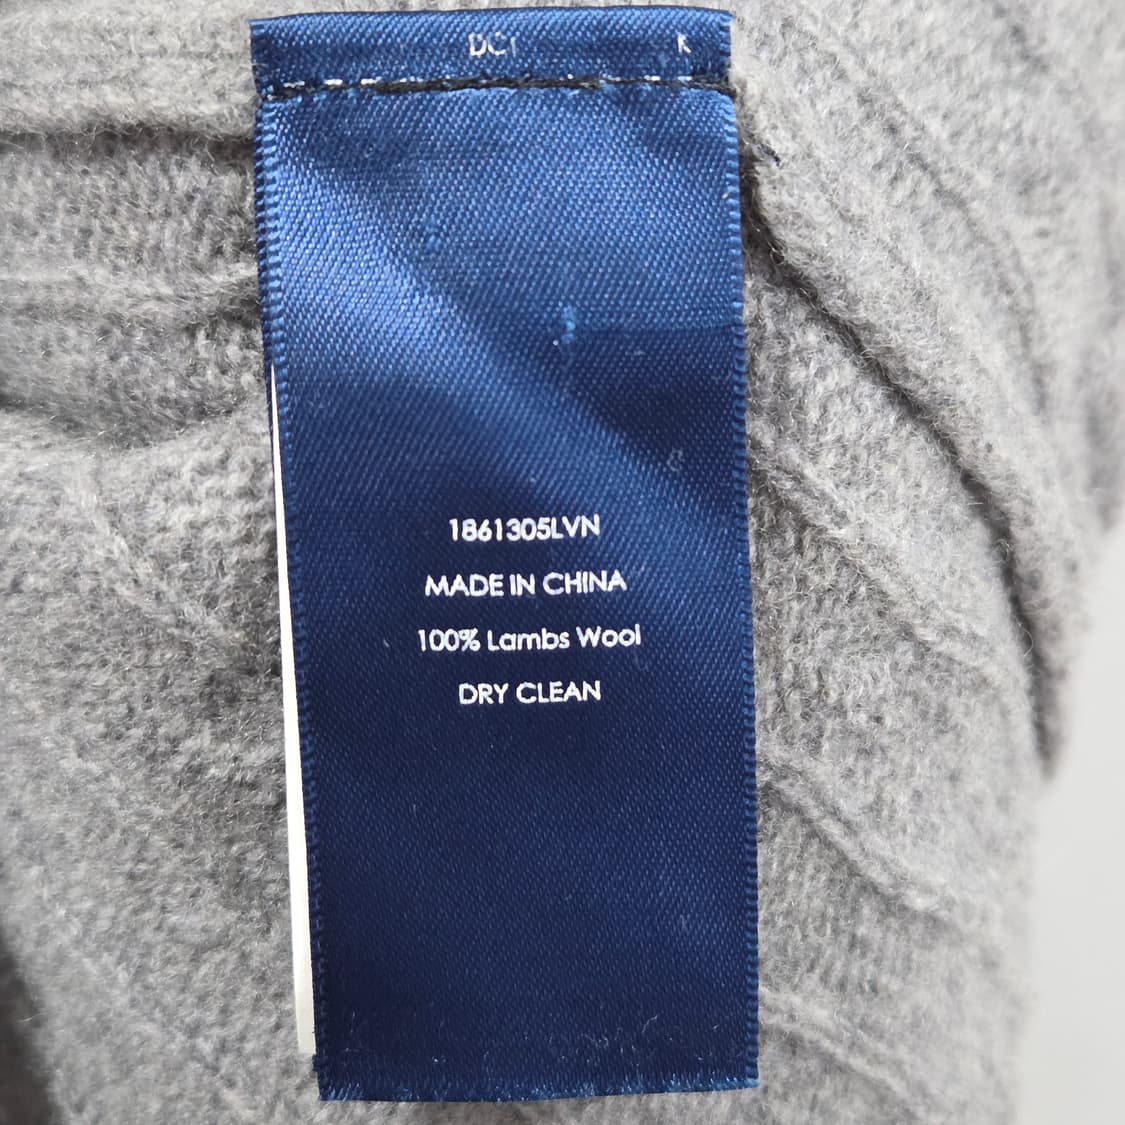 1861305LVN
MADE IN CHINA
100% Lambs Wool
DRY CLEAN